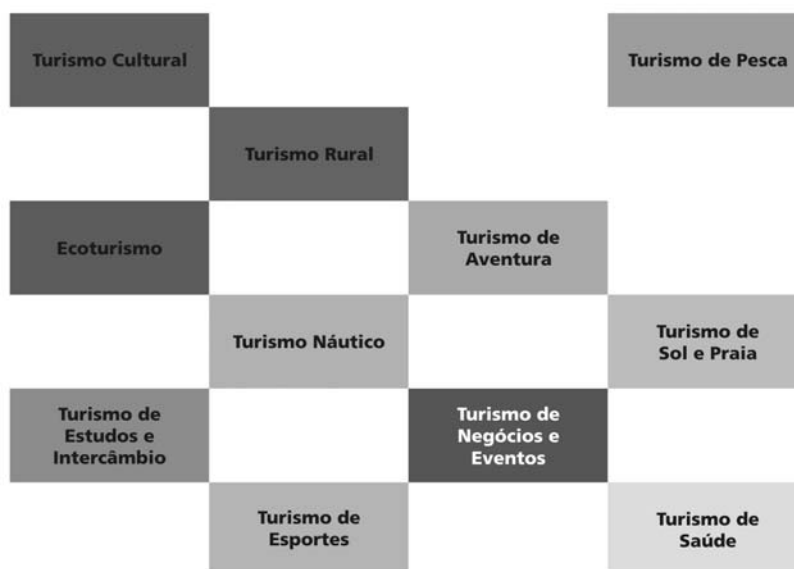 Turismo Cultural
Turismo de Pesca
Turismo Rural
Ecoturismo
Turismo de
Aventura
Turismo Náutico
Turismo de
Sol e Praia
Turismo de
Estudos e
Intercâmbio
Turismo de
Negócios e
Eventos
Turismo de
Esportes
Turismo de
Saúde